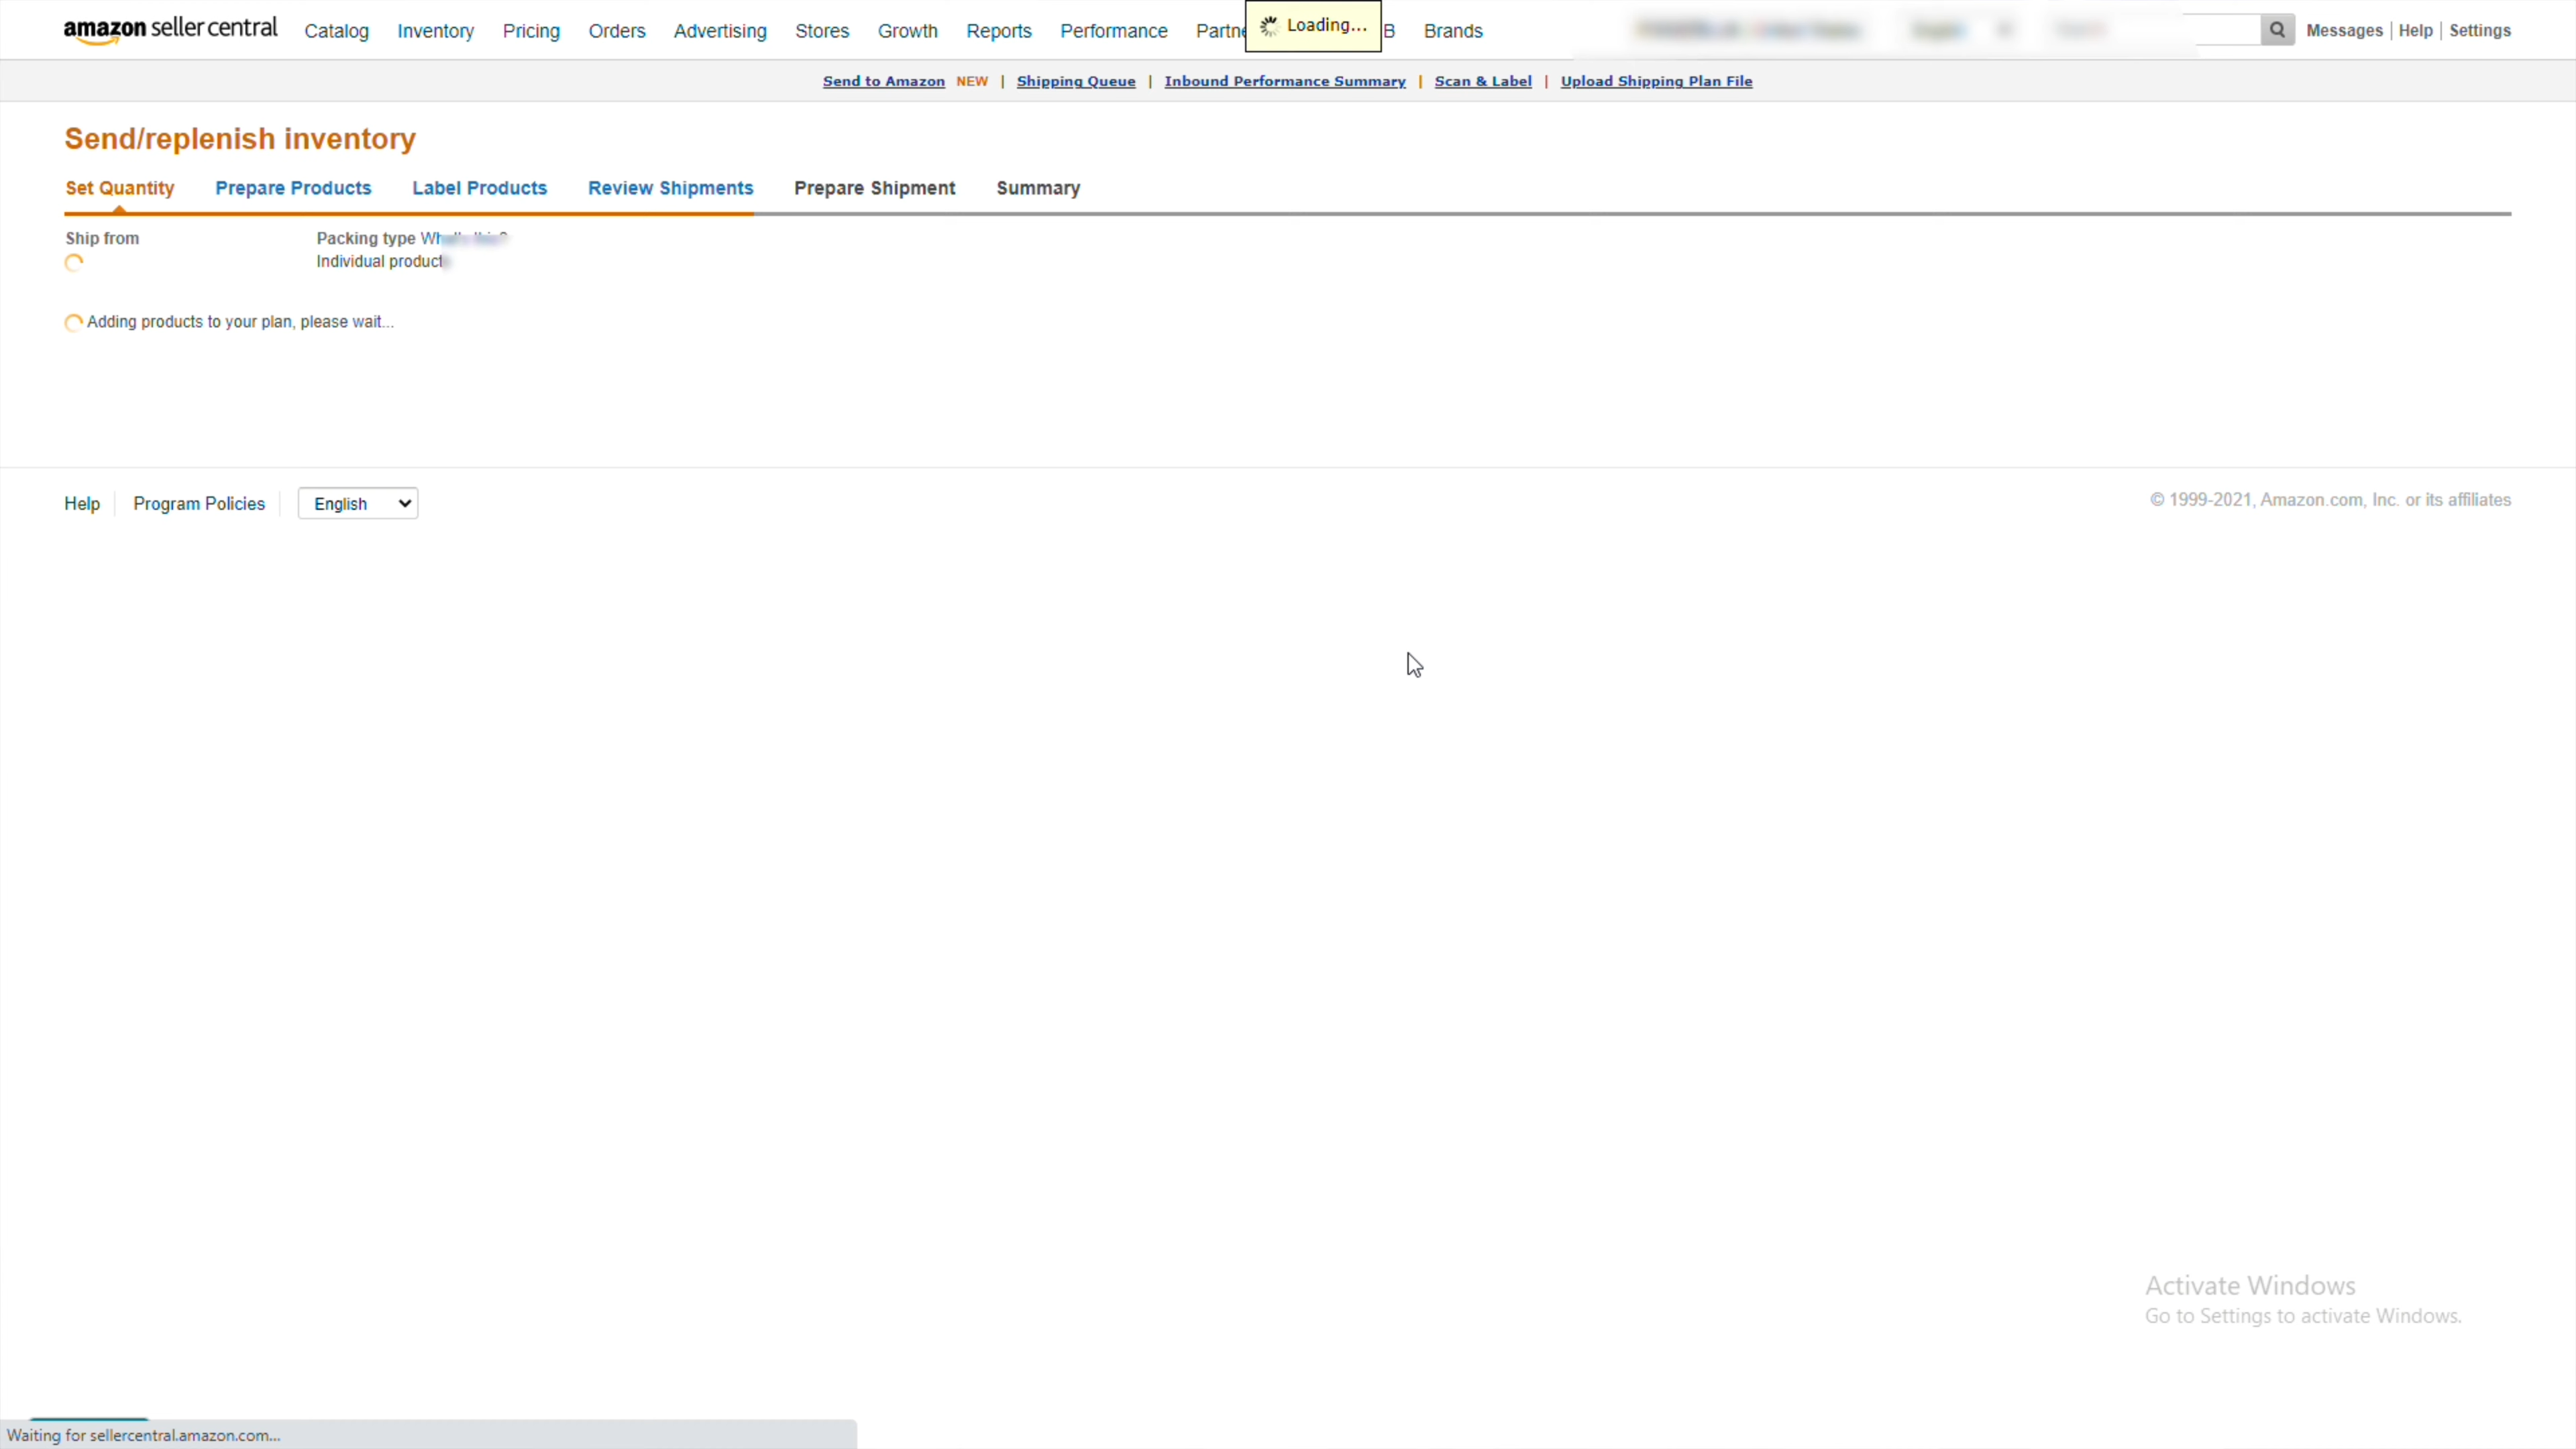 amazon seller central Catalog Inventory Pricing Orders Advertising Stores Growth Reports Performance Loading... B Brands Messages Help Settings
Send to Amazon NEW | Shipping Queue | Inbound Performance Summary | Scan & Label | Upload Shipping Plan File
Send/replenish inventory
Set Quantity Prepare Products Label Products Review Shipments Prepare Shipment Summary
Ship from Packing type
Individual product
Adding products to your plan, please wait...
Help Program Policies English © 1999-2021, Amazon.com, Inc. or its affiliates
Activate Windows
Go to Settings to activate Windows.
Waiting for sellercentral.amazon.com...